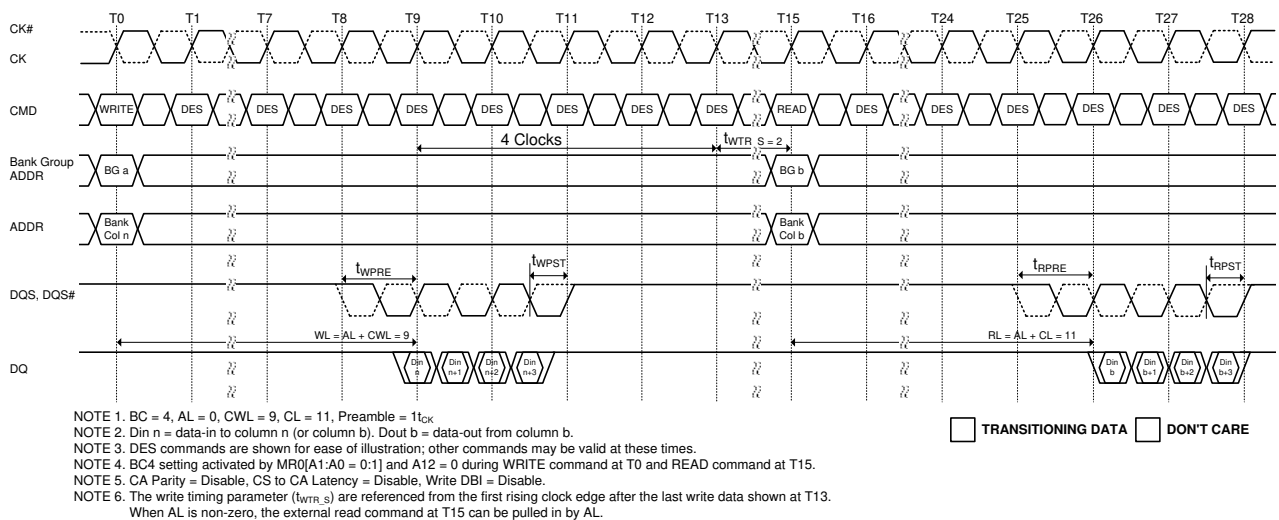 T0 T1 T7 T8 T9 T10 T11 T12 T13 T15 T16 T24 T25 T26 T27 T28
CK#
CK
CMD WRITE DES DES DES DES DES DES DES DES READ DES DES DES DES DES DES
4 Clocks tWTR_S = 2
Bank Group
ADDR
BG a BG b
ADDR
Bank
Col n
Bank
Col b
tWPRE tWPST tRPRE tRPST
DQS, DQS#
WL = AL + CWL = 9 RL = AL + CL = 11
DQ
Din
n
Din
n+1
Din
n+2
Din
n+3
Din
b
Din
b+1
Din
b+2
Din
b+3
NOTE 1. BC = 4, AL = 0, CWL = 9, CL = 11, Preamble = 1tCK
NOTE 2. Din n = data-in to column n (or column b). Dout b = data-out from column b.
NOTE 3. DES commands are shown for ease of illustration; other commands may be valid at these times.
NOTE 4. BC4 setting activated by MR0[A1:A0 = 0:1] and A12 = 0 during WRITE command at T0 and READ command at T15.
NOTE 5. CA Parity = Disable, CS to CA Latency = Disable, Write DBI = Disable.
NOTE 6. The write timing parameter (tWTR_S) are referenced from the first rising clock edge after the last write data shown at T13.
When AL is non-zero, the external read command at T15 can be pulled in by AL.
TRANSITIONING DATA DON'T CARE